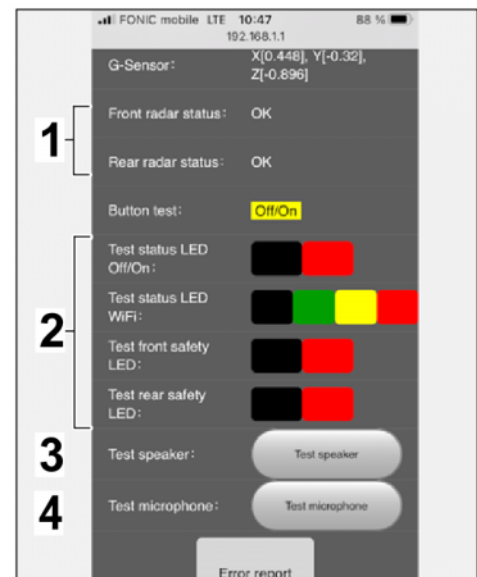 FONIC mobile LTE 10:47 88 %
192.168.1.1
G-Sensor: X[0.448], Y[-0.32],
Z[-0.896]
1
Front radar status: OK
Rear radar status: OK
Button test: Off/On
2
Test status LED
Off/On:
Test status LED
WiFi:
Test front safety
LED:
Test rear safety
LED:
3 Test speaker: Test speaker
4 Test microphone: Test microphone
Error report